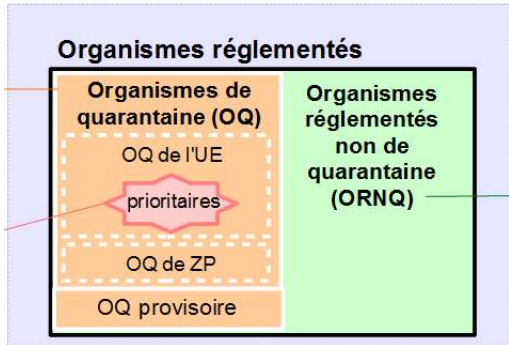 Organismes réglementés
Organismes de
quarantaine (OQ)
OQ de l'UE
prioritaires
OQ de ZP
OQ provisoire
Organismes
réglementés
non de
quarantaine
(ORNQ)